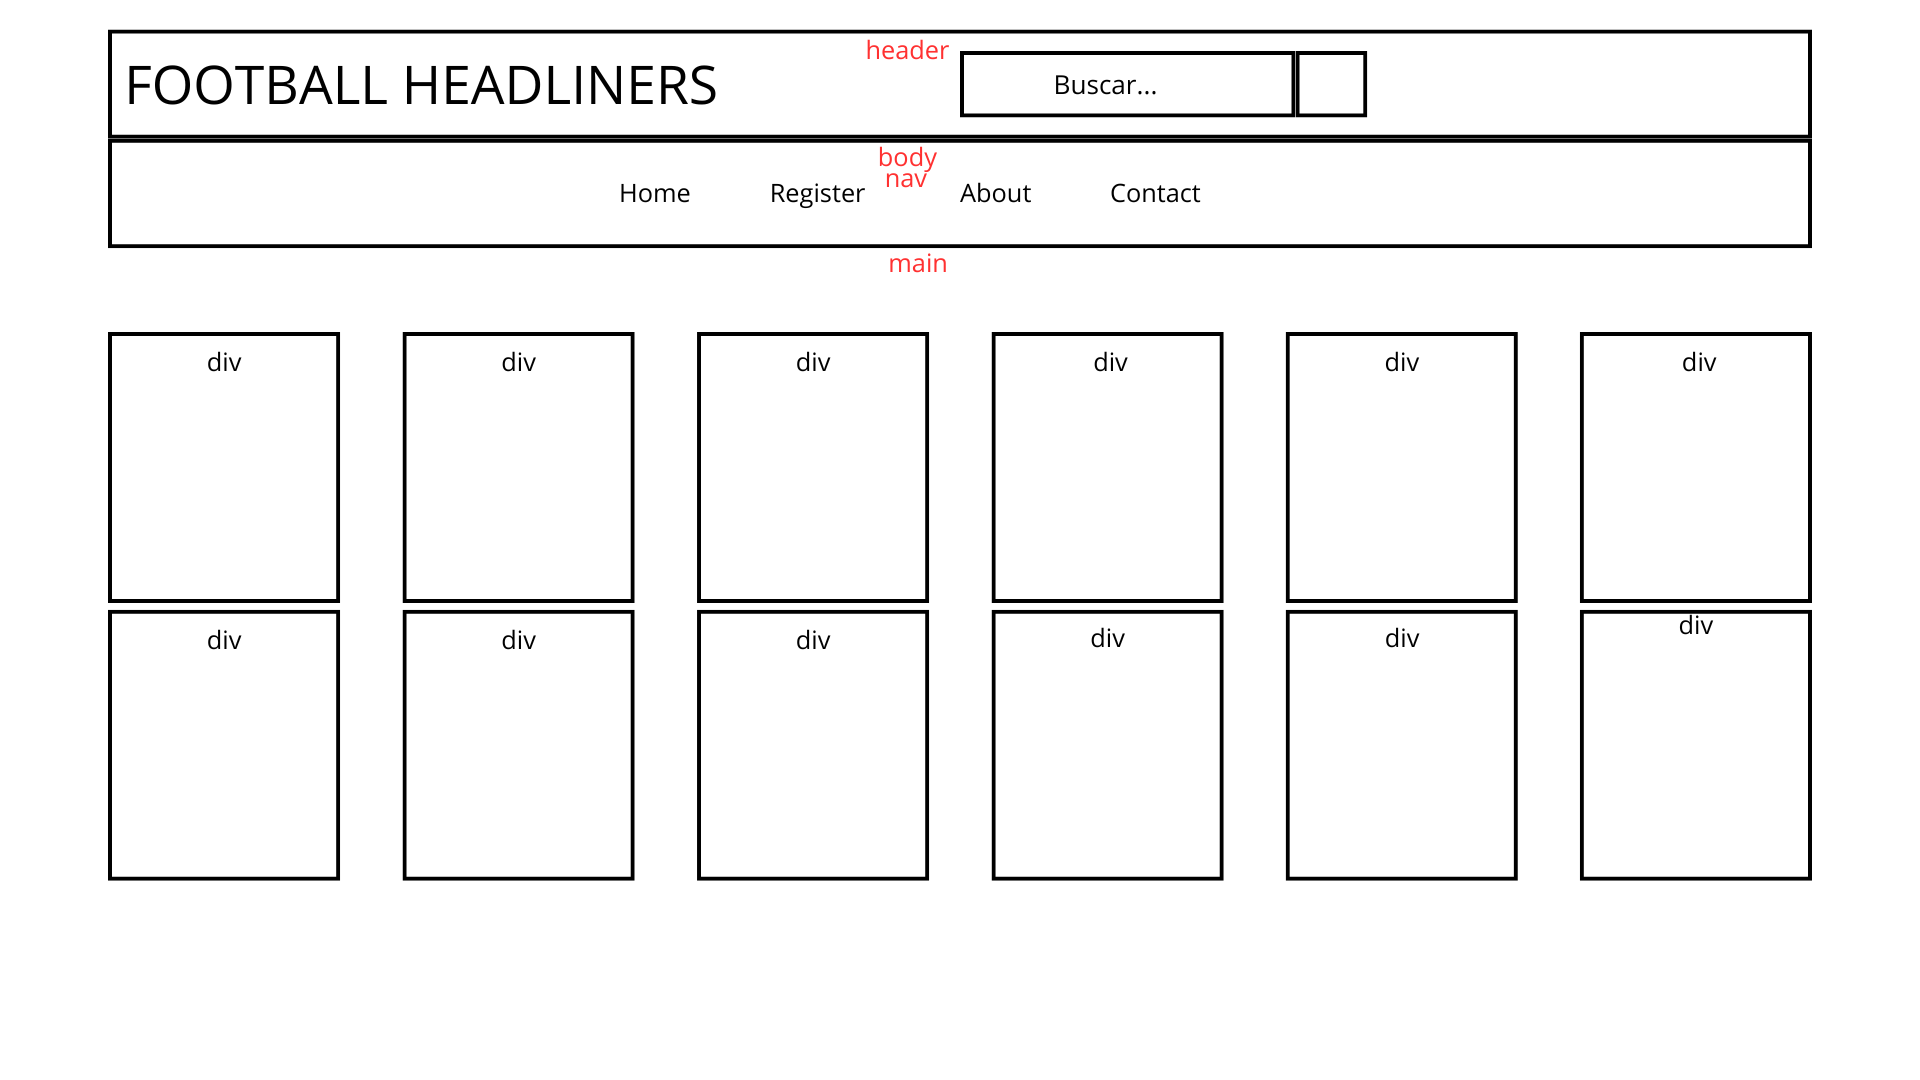 header
FOOTBALL HEADLINERS
Buscar...
body
nav
Home Register About Contact
main
div div div div div div
div div div div div div